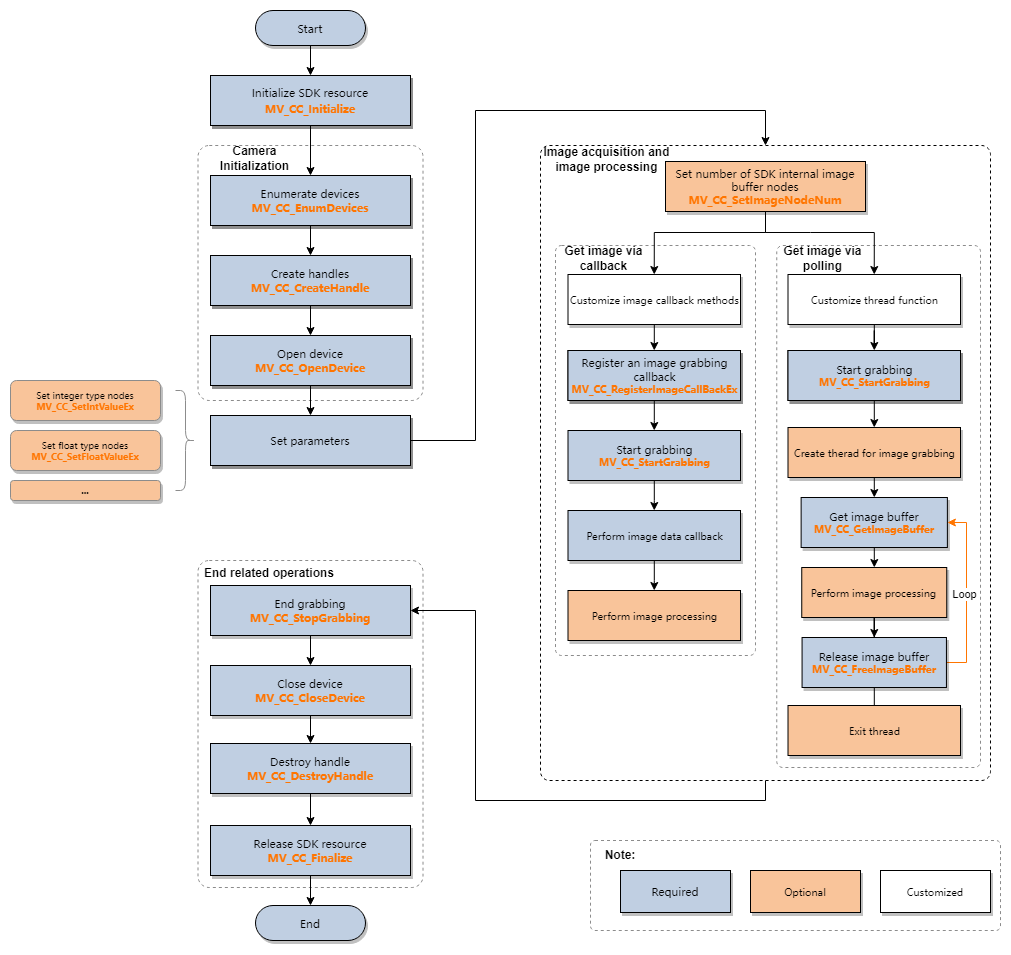 Start
Initialize SDK resource
MV_CC_Initialize
Camera
Initialization
Enumerate devices
MV_CC_EnumDevices
Create handles
MV_CC_CreateHandle
Open device
MV_CC_OpenDevice
Set integer type nodes
MV_CC_SetIntValueEx
Set float type nodes
MV_CC_SetFloatValueEx
...
Set parameters
Image acquisition and
image processing
Set number of SDK internal image
buffer nodes
MV_CC_SetImageNodeNum
Get image via
callback
Customize image callback methods
Register an image grabbing
callback
MV_CC_RegisterImageCallBackEx
Start grabbing
MV_CC_StartGrabbing
Perform image data callback
Perform image processing
Get image via
polling
Customize thread function
Start grabbing
MV_CC_StartGrabbing
Create therad for image grabbing
Get image buffer
MV_CC_GetImageBuffer
Perform image processing
Loop
Release image buffer
MV_CC_FreeImageBuffer
Exit thread
End related operations
End grabbing
MV_CC_StopGrabbing
Close device
MV_CC_CloseDevice
Destroy handle
MV_CC_DestroyHandle
Release SDK resource
MV_CC_Finalize
End
Note:
Required
Optional
Customized